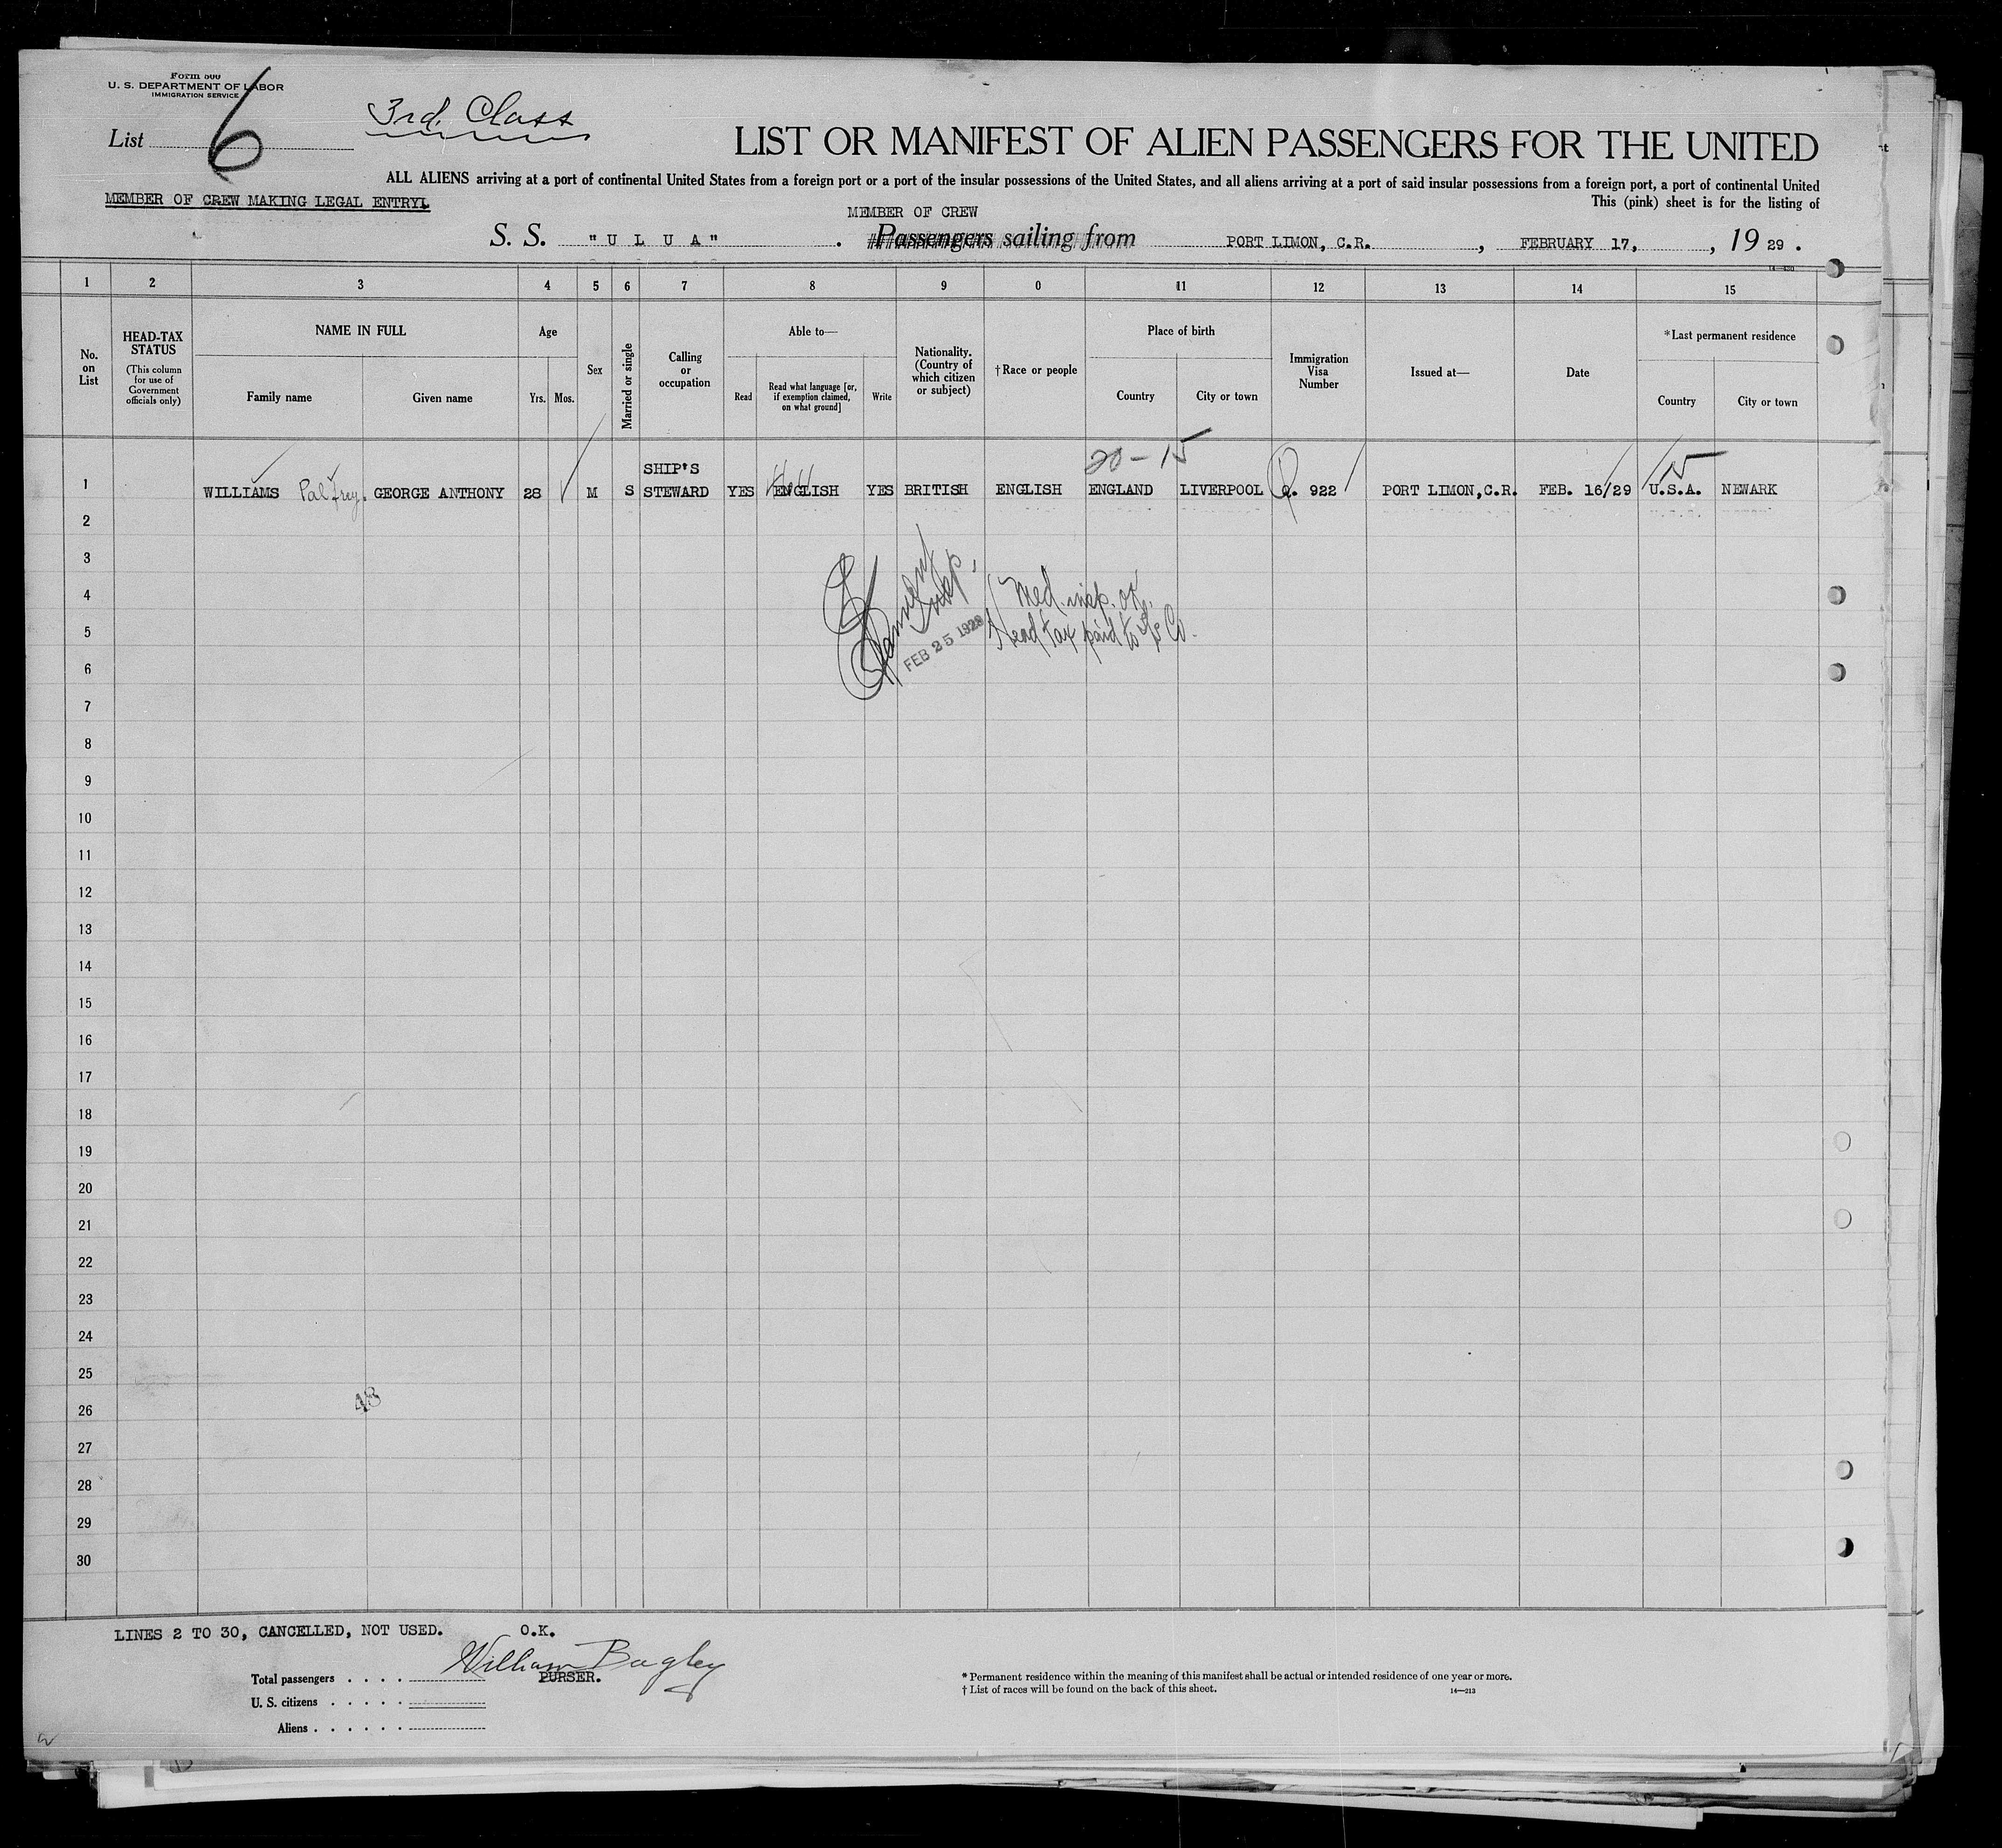 Form 500
U. S. DEPARTMENT OF LABOR
IMMIGRATION SERVICE
List 6
3rd. Class
LIST OR MANIFEST OF ALIEN PASSENGERS FOR THE UNITED
ALL ALIENS arriving at a port of continental United States from a foreign port or a port of the insular possessions of the United States, and all aliens arriving at a port of said insular possessions from a foreign port, a port of continental United
This (pink) sheet is for the listing of
MEMBER OF CREW MAKING LEGAL ENTRY
MEMBER OF CREW
S. S. "U L U A" . Passengers sailing from PORT LIMON, C.R. , FEBRUARY 17, , 19 29 .
1 2 3 4 5 6 7 8 9 0 11 12 13 14 15
No. on List
HEAD-TAX STATUS
(This column for use of Government officials only)
NAME IN FULL
Family name Given name
Age
Yrs. Mos.
Sex
Married or single
Calling or occupation
Able to—
Read
Read what language [or, if exemption claimed, on what ground]
Write
Nationality. (Country of which citizen or subject)
†Race or people
Place of birth
Country City or town
Immigration Visa Number
Issued at—
Date
*Last permanent residence
Country City or town
20-15 15
1 WILLIAMS Palfrey. GEORGE ANTHONY 28 M S SHIP'S STEWARD YES ENGLISH YES BRITISH ENGLISH ENGLAND LIVERPOOL Q. 922 PORT LIMON, C.R. FEB. 16/29 U.S.A. NEWARK
2
3
4
5
6
7
8
9
10
11
12
13
14
15
16
17
18
19
20
21
22
23
24
25
26
27
28
29
30
Insp.
FEB 25 1929
Med. insp. ok.
Head tax paid to Co.
48
LINES 2 TO 30, CANCELLED, NOT USED. O.K.
William Bagley
PURSER.
Total passengers . . . .
U. S. citizens . . . . .
Aliens . . . . . .
* Permanent residence within the meaning of this manifest shall be actual or intended residence of one year or more.
† List of races will be found on the back of this sheet.
14—213